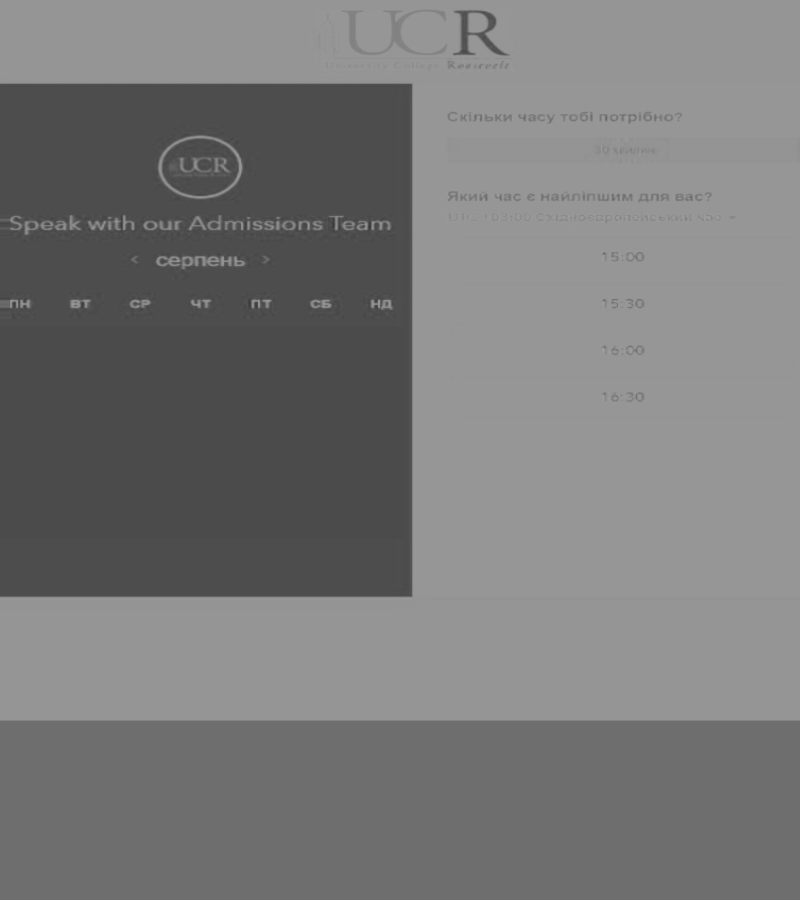 UCR
University College Roosevelt
UCR
Speak with our Admissions Team
< серпень >
ПН ВТ СР ЧТ ПТ СБ НД
Скільки часу тобі потрібно?
30 хвилин
Який час є найліпшим для вас?
UTC +03:00 Східноєвропейський час
15:00
15:30
16:00
16:30